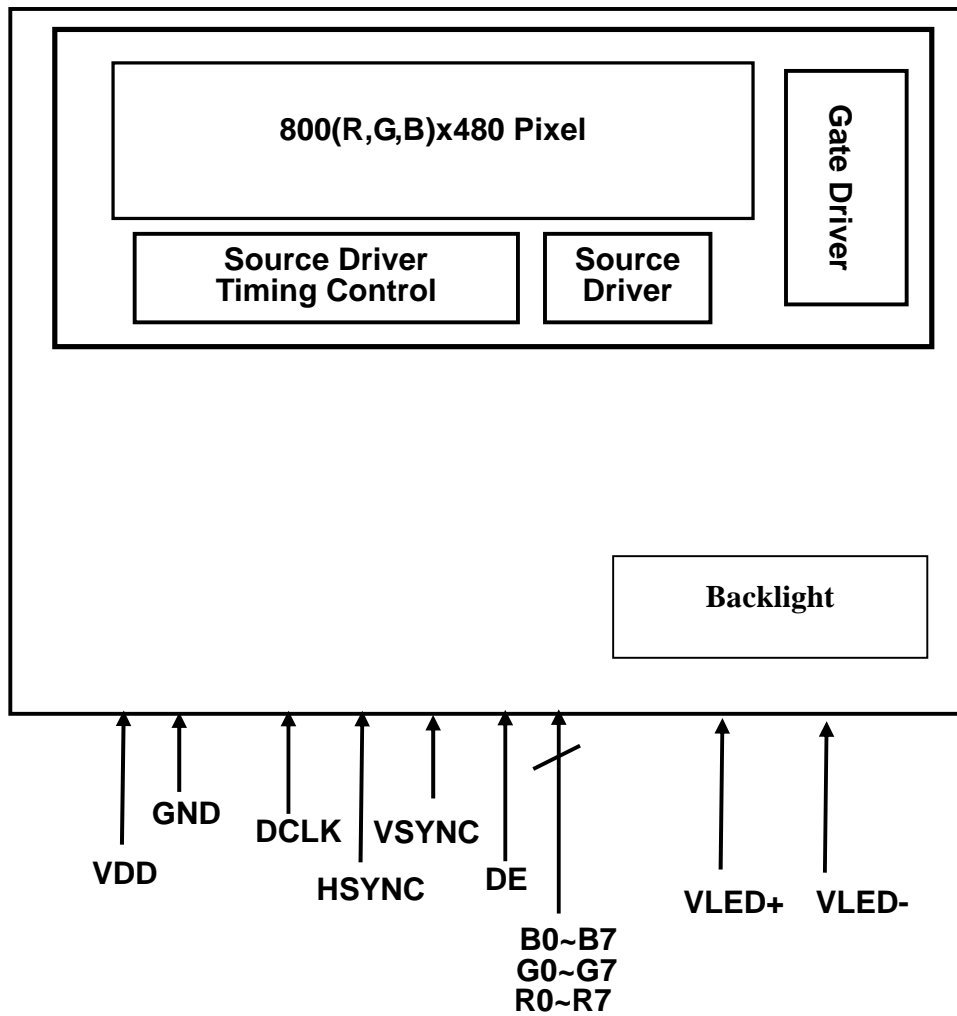 800(R,G,B)x480 Pixel
Gate Driver
Source Driver
Timing Control
Source
Driver
Backlight
VDD
GND
DCLK
HSYNC
VSYNC
DE
B0~B7
G0~G7
R0~R7
VLED+
VLED-